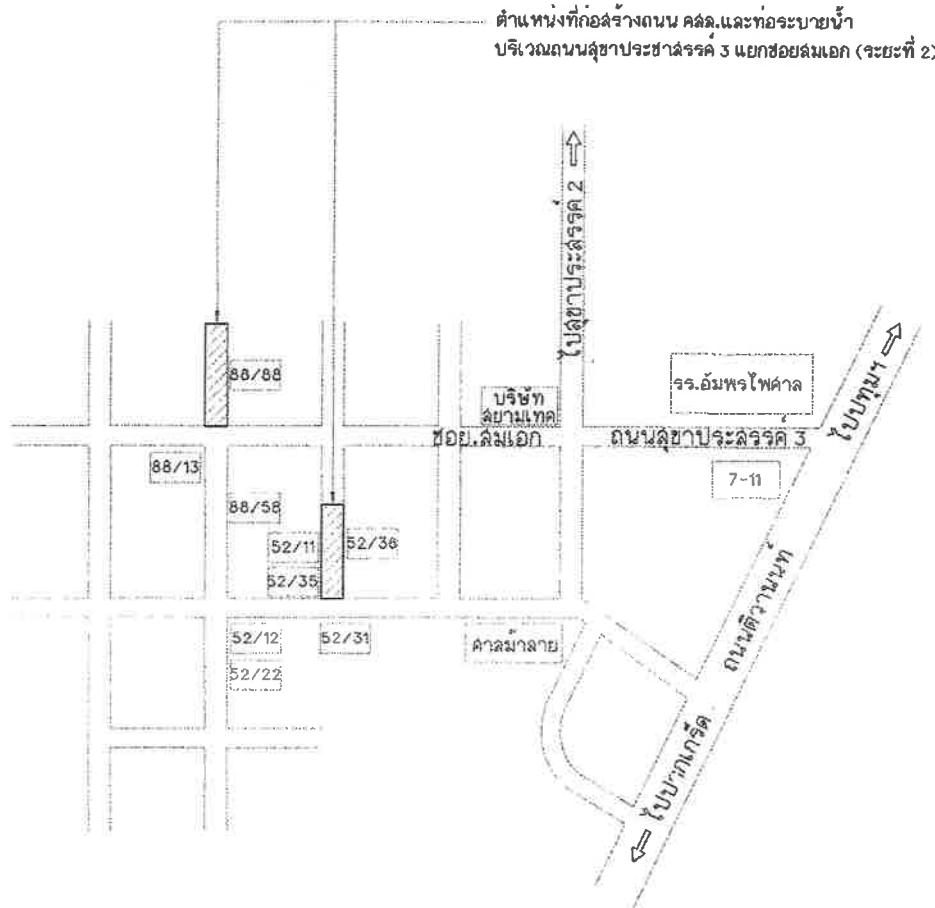 ตำแหน่งที่ก่อสร้างถนน คสล.และท่อระบายน้ำ
บริเวณถนนสุขาประชาสรรค์ 3 แยกซอยสมเอก (ระยะที่ 2)
ไปสุขาประสรรค์ 2
88/88
บริษัท
สยามเทค
รร.อัมพรไพศาล
ไปปทุมฯ
ซอย.สมเอก
ถนนสุขาประสรรค์ 3
88/13
7-11
88/58
52/11
52/36
52/35
ถนนติวานนท์
52/12
52/31
ศาลม้าลาย
52/22
ไปปากเกร็ด